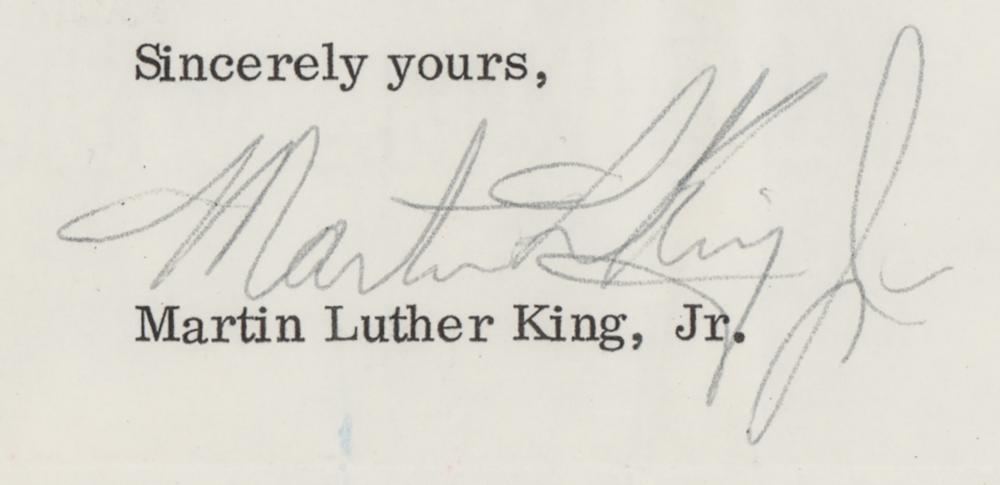 Sincerely yours,
Martin L King Jr
Martin Luther King, Jr.